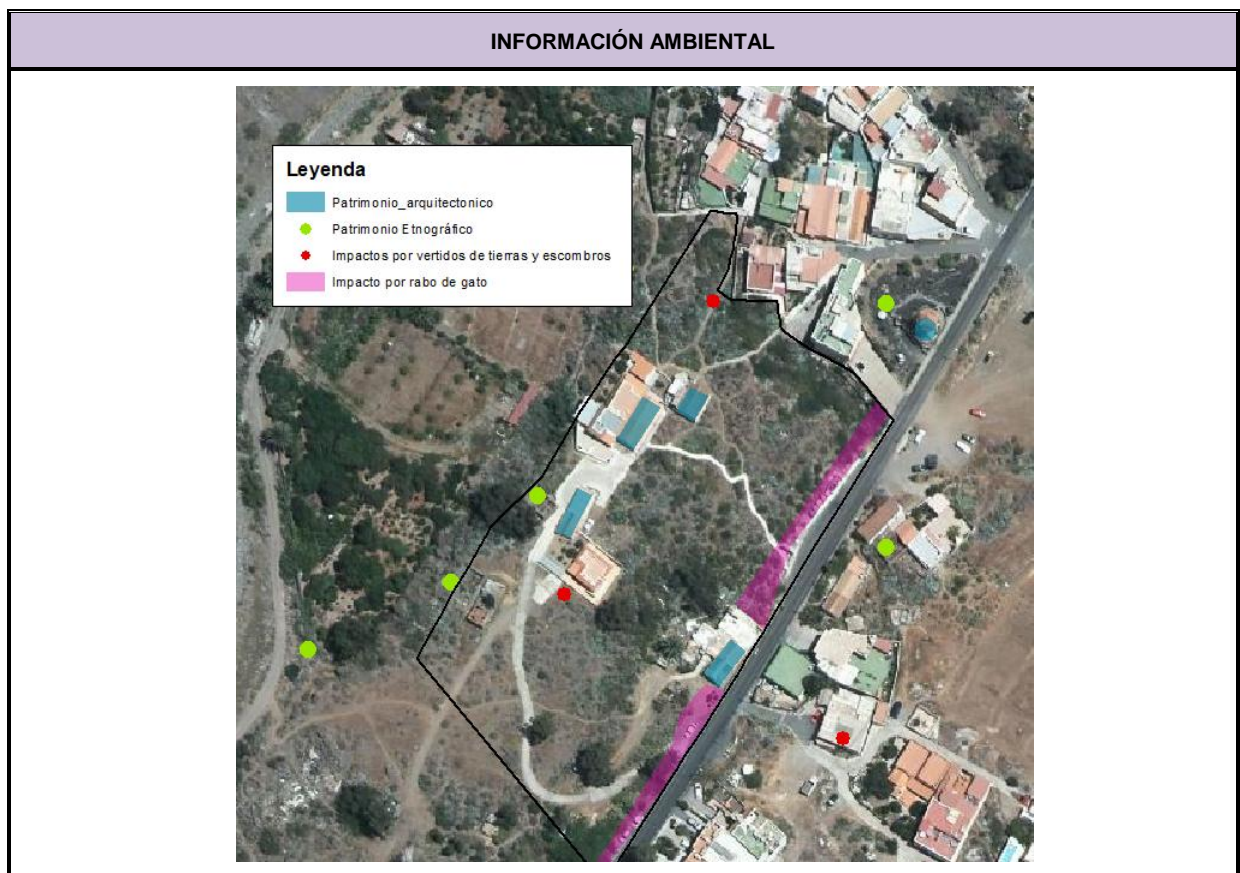 INFORMACIÓN AMBIENTAL
Leyenda
Patrimonio_arquitectonico
Patrimonio Etnográfico
Impactos por vertidos de tierras y escombros
Impacto por rabo de gato